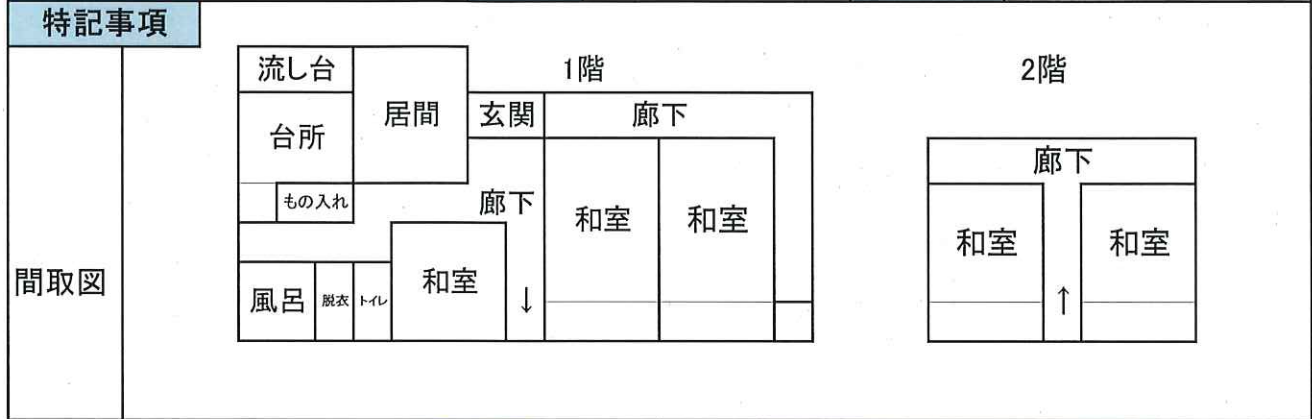 特記事項
間取図
1階
流し台
居間
玄関
廊下
台所
もの入れ
廊下
和室
和室
和室
風呂
脱衣
トイレ
↓
2階
廊下
和室
和室
↑